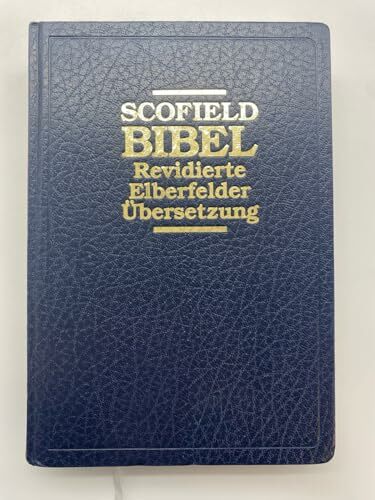 SCOFIELD
BIBEL
Revidierte
Elberfelder
Übersetzung